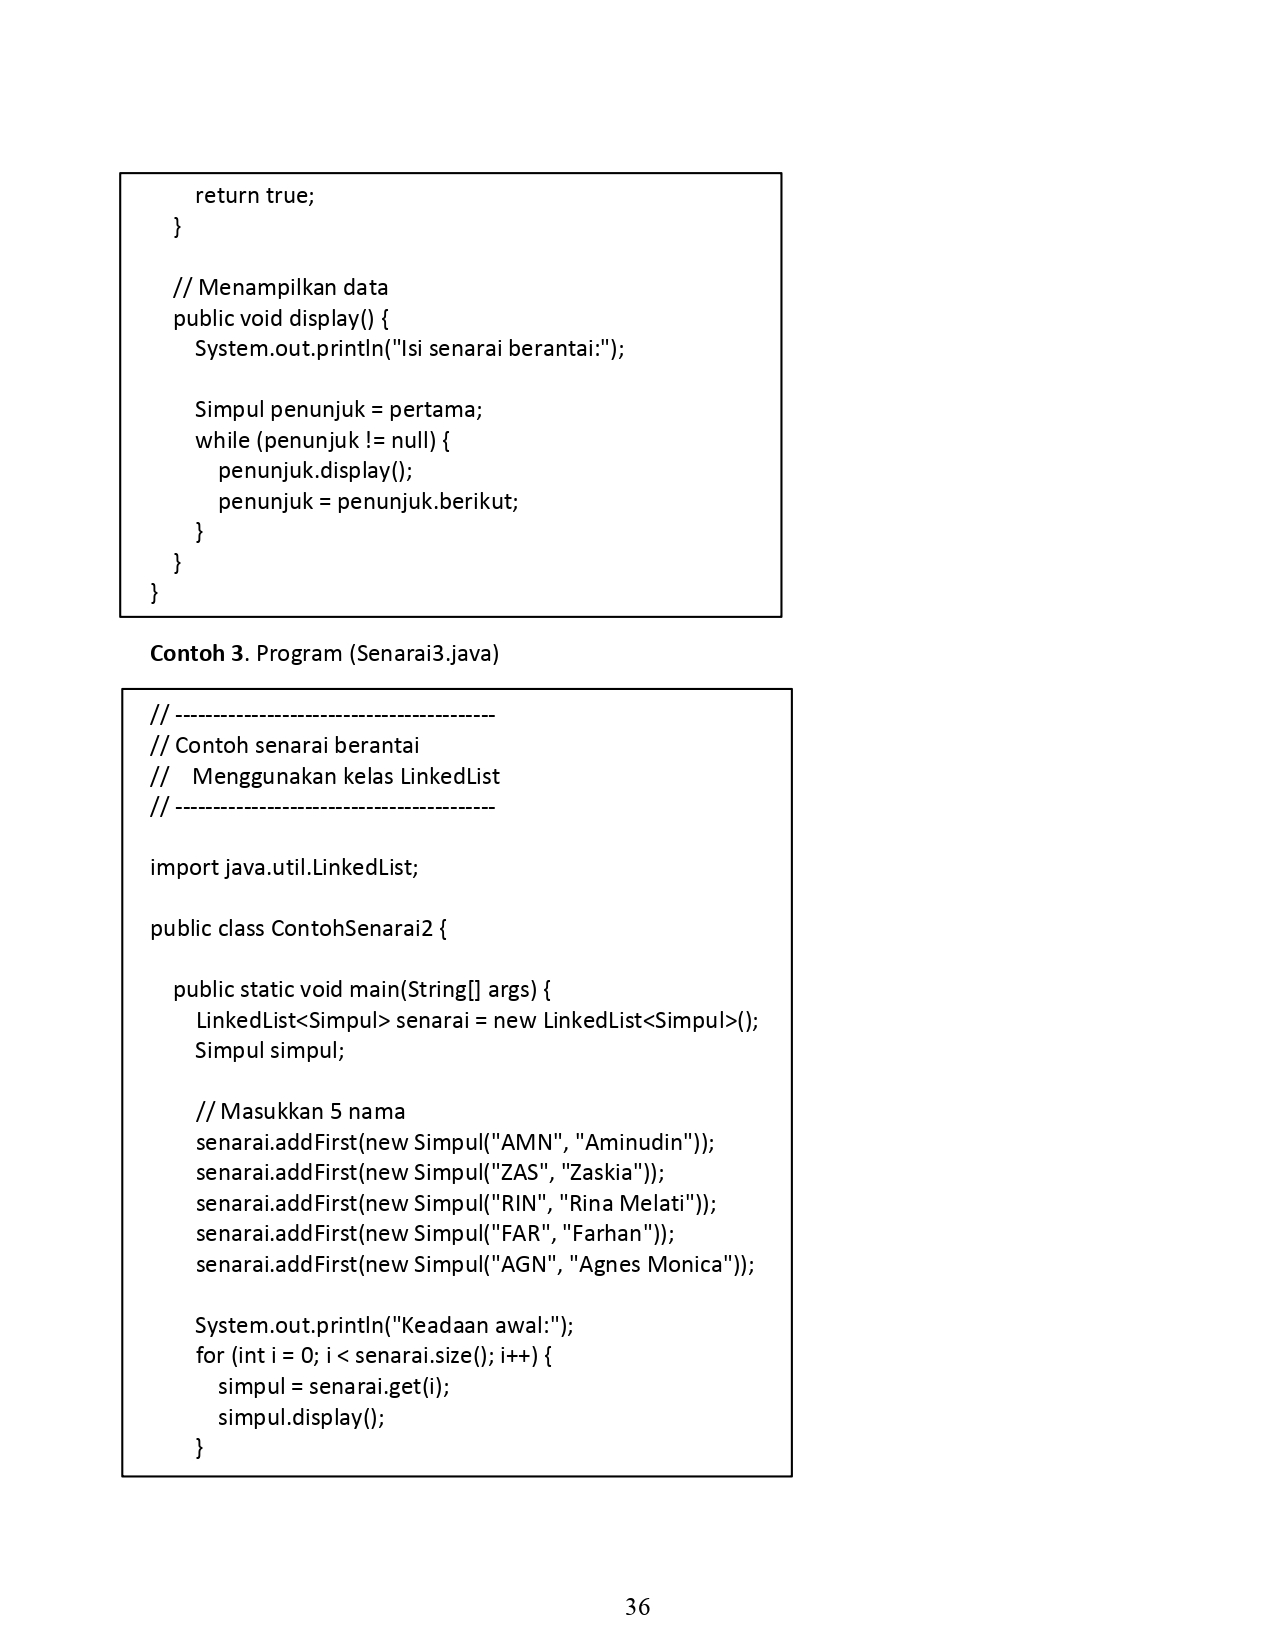 return true;
}
// Menampilkan data
public void display() {
System.out.println("Isi senarai berantai:");
Simpul penunjuk = pertama;
while (penunjuk != null) {
penunjuk.display();
penunjuk = penunjuk.berikut;
}
}
}
Contoh 3. Program (Senarai3.java)
// -------------------------------------------
// Contoh senarai berantai
//    Menggunakan kelas LinkedList
// -------------------------------------------
import java.util.LinkedList;
public class ContohSenarai2 {
public static void main(String[] args) {
LinkedList<Simpul> senarai = new LinkedList<Simpul>();
Simpul simpul;
// Masukkan 5 nama
senarai.addFirst(new Simpul("AMN", "Aminudin"));
senarai.addFirst(new Simpul("ZAS", "Zaskia"));
senarai.addFirst(new Simpul("RIN", "Rina Melati"));
senarai.addFirst(new Simpul("FAR", "Farhan"));
senarai.addFirst(new Simpul("AGN", "Agnes Monica"));
System.out.println("Keadaan awal:");
for (int i = 0; i < senarai.size(); i++) {
simpul = senarai.get(i);
simpul.display();
}
36